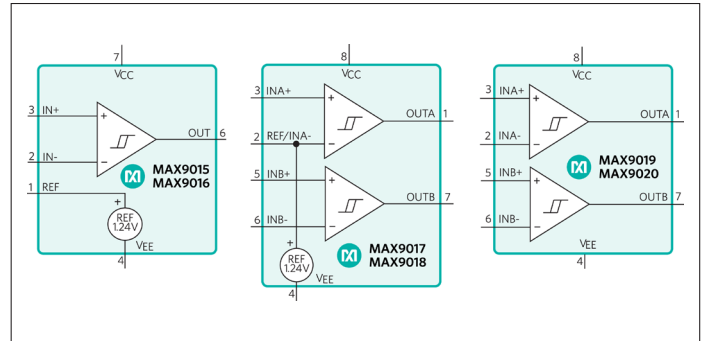 7
VCC
3 IN+
+
OUT 6
2 IN-
−
MAX9015
MAX9016
1 REF
+
REF
1.24V
VEE
4
8
VCC
3 INA+
+
OUTA 1
2 REF/INA-
−
5 INB+
+
OUTB 7
6 INB-
−
+
REF
1.24V
MAX9017
MAX9018
VEE
4
8
VCC
3 INA+
+
OUTA 1
2 INA-
−
MAX9019
MAX9020
5 INB+
+
OUTB 7
6 INB-
−
VEE
4